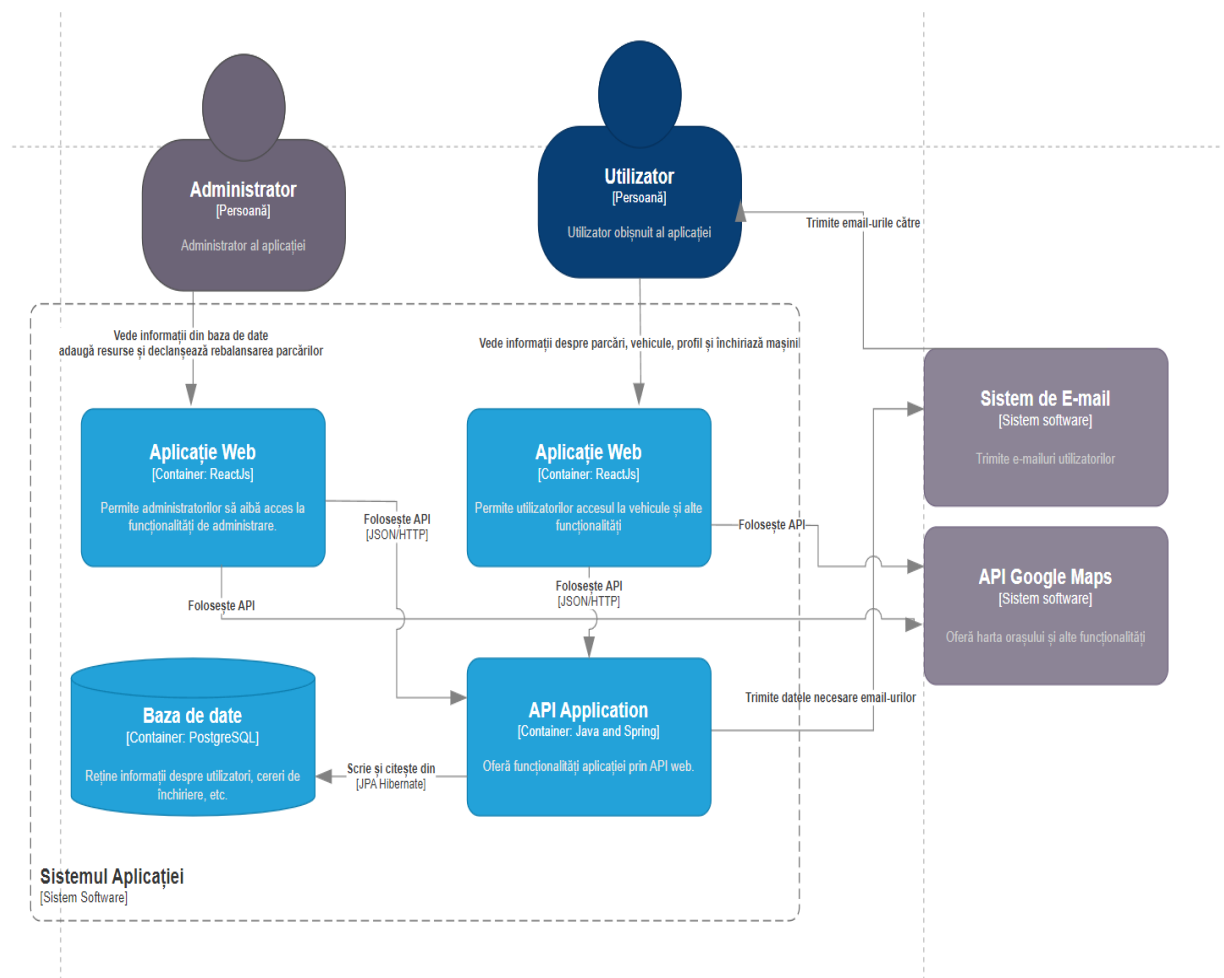 Administrator
[Persoană]
Administrator al aplicației
Utilizator
[Persoană]
Utilizator obișnuit al aplicației
Trimite email-urile către
Vede informații din baza de date
adaugă resurse și declanșează rebalansarea parcărilor
Vede informații despre parcări, vehicule, profil și închiriază mașini
Sistem de E-mail
[Sistem software]
Trimite e-mailuri utilizatorilor
Aplicație Web
[Container: ReactJs]
Permite administratorilor să aibă acces la
funcționalități de administrare.
Aplicație Web
[Container: ReactJs]
Permite utilizatorilor accesul la vehicule și alte
funcționalități
Folosește API
[JSON/HTTP]
Folosește API
API Google Maps
[Sistem software]
Oferă harta orașului și alte funcționalități
Folosește API
Folosește API
[JSON/HTTP]
Trimite datele necesare email-urilor
Baza de date
[Container: PostgreSQL]
Reține informații despre utilizatori, cereri de
închiriere, etc.
Scrie și citește din
[JPA Hibernate]
API Application
[Container: Java and Spring]
Oferă funcționalități aplicației prin API web.
Sistemul Aplicației
[Sistem Software]